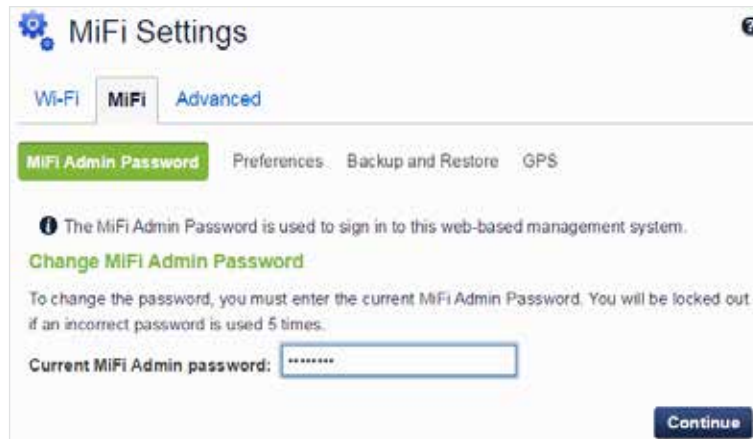 MiFi Settings
Wi-Fi MiFi Advanced
MiFi Admin Password Preferences Backup and Restore GPS
The MiFi Admin Password is used to sign in to this web-based management system.
Change MiFi Admin Password
To change the password, you must enter the current MiFi Admin Password. You will be locked out
if an incorrect password is used 5 times.
Current MiFi Admin password: ••••••••
Continue